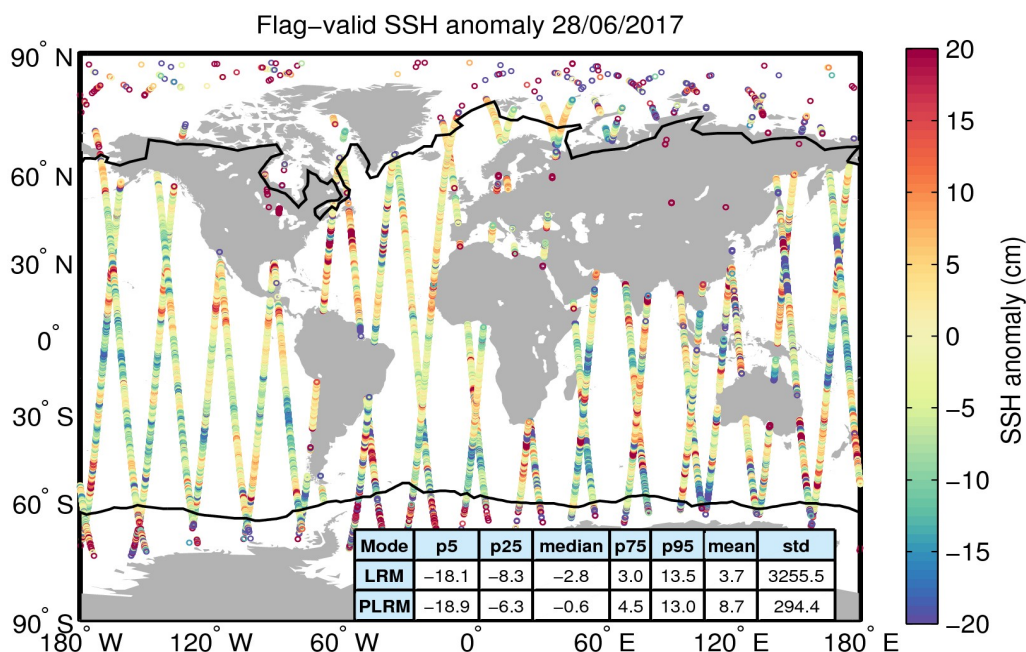 Flag−valid SSH anomaly 28/06/2017
90° N
60° N
30° N
0°
30° S
60° S
90° S
180° W
120° W
60° W
0°
60° E
120° E
180° E
Mode p5 p25 median p75 p95 mean std
LRM −18.1 −8.3 −2.8 3.0 13.5 3.7 3255.5
PLRM −18.9 −6.3 −0.6 4.5 13.0 8.7 294.4
20
15
10
5
0
−5
−10
−15
−20
SSH anomaly (cm)